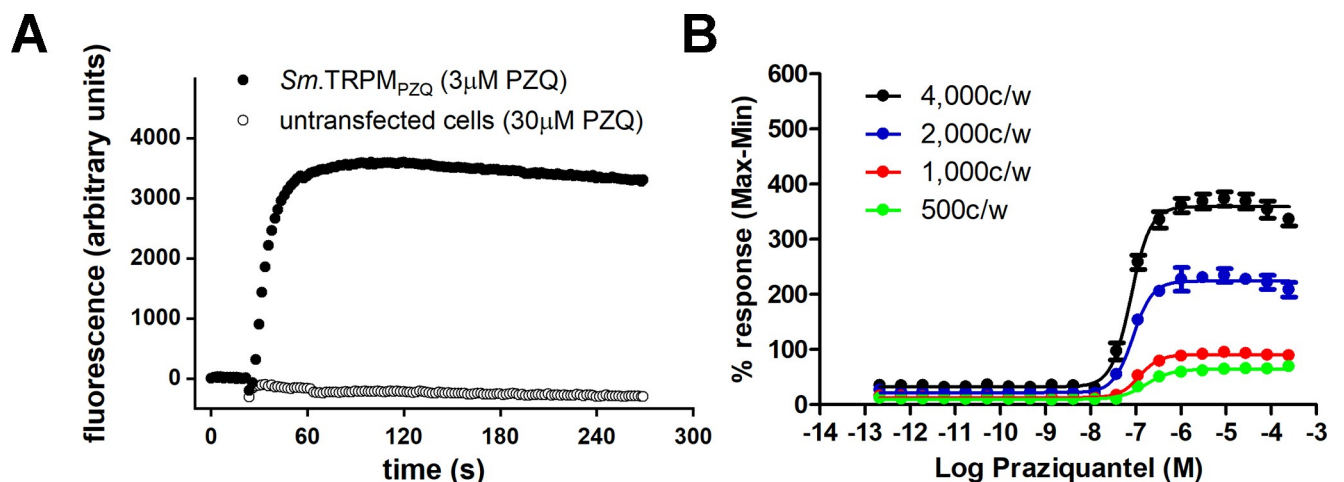 A
fluorescence (arbitrary units)
4000
3000
2000
1000
0
Sm.TRPMPZQ (3μM PZQ)
untransfected cells (30μM PZQ)
0 60 120 180 240 300
time (s)
B
% response (Max-Min)
600
500
400
300
200
100
0
4,000c/w
2,000c/w
1,000c/w
500c/w
-14 -13 -12 -11 -10 -9 -8 -7 -6 -5 -4 -3
Log Praziquantel (M)